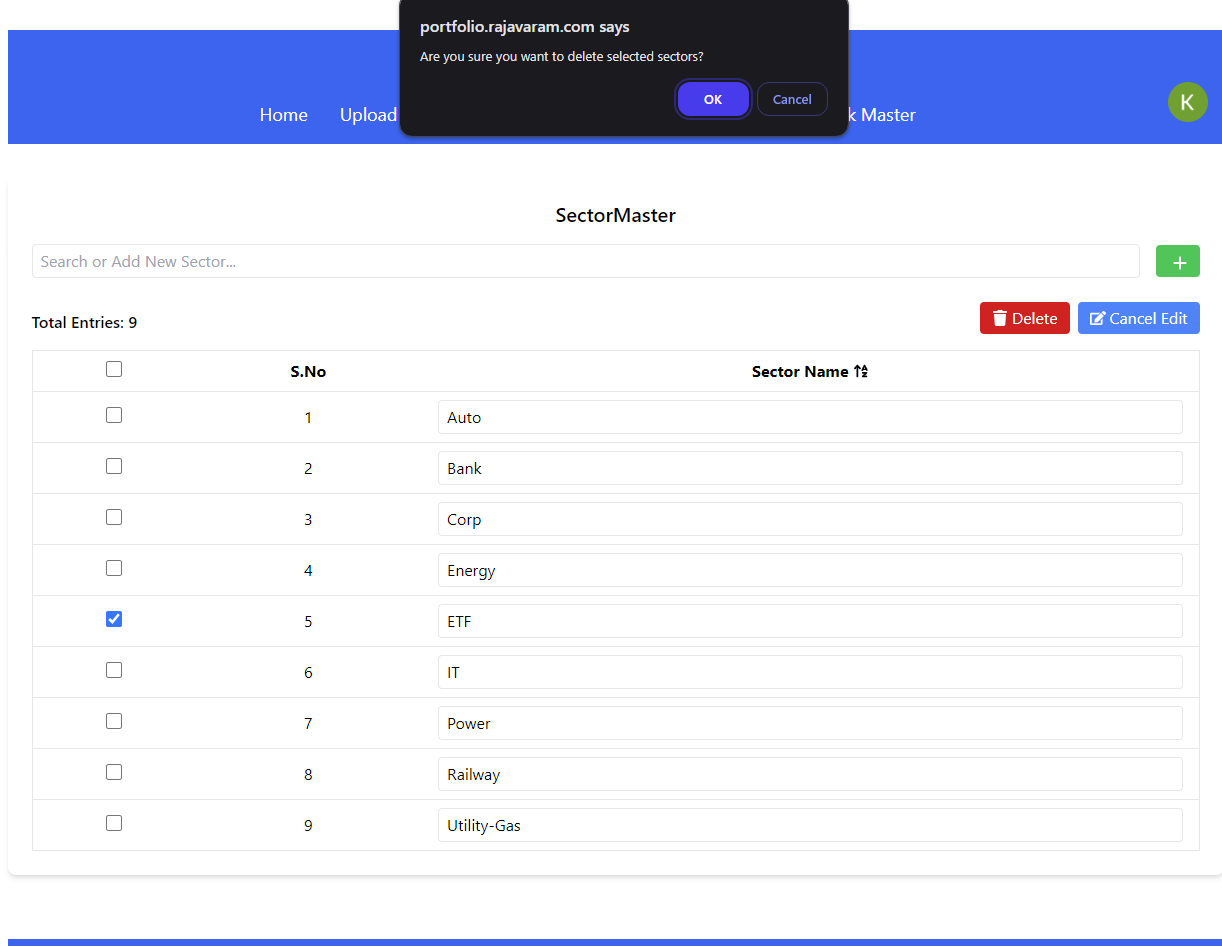 portfolio.rajavaram.com says
Are you sure you want to delete selected sectors?
OK Cancel
Home Upload k Master K
SectorMaster
Search or Add New Sector...
+
Total Entries: 9 Delete Cancel Edit
S.No Sector Name
1 Auto
2 Bank
3 Corp
4 Energy
5 ETF
6 IT
7 Power
8 Railway
9 Utility-Gas